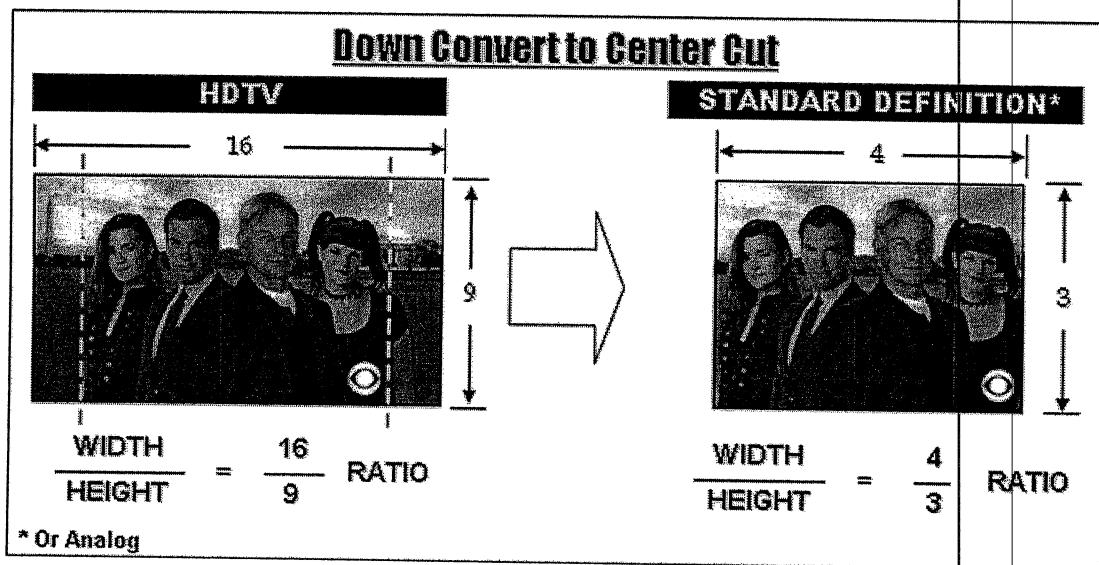 Down Convert to Center Cut
HDTV
STANDARD DEFINITION*
16
4
9
3
WIDTH
HEIGHT
=
16
9
RATIO
WIDTH
HEIGHT
=
4
3
RATIO
* Or Analog